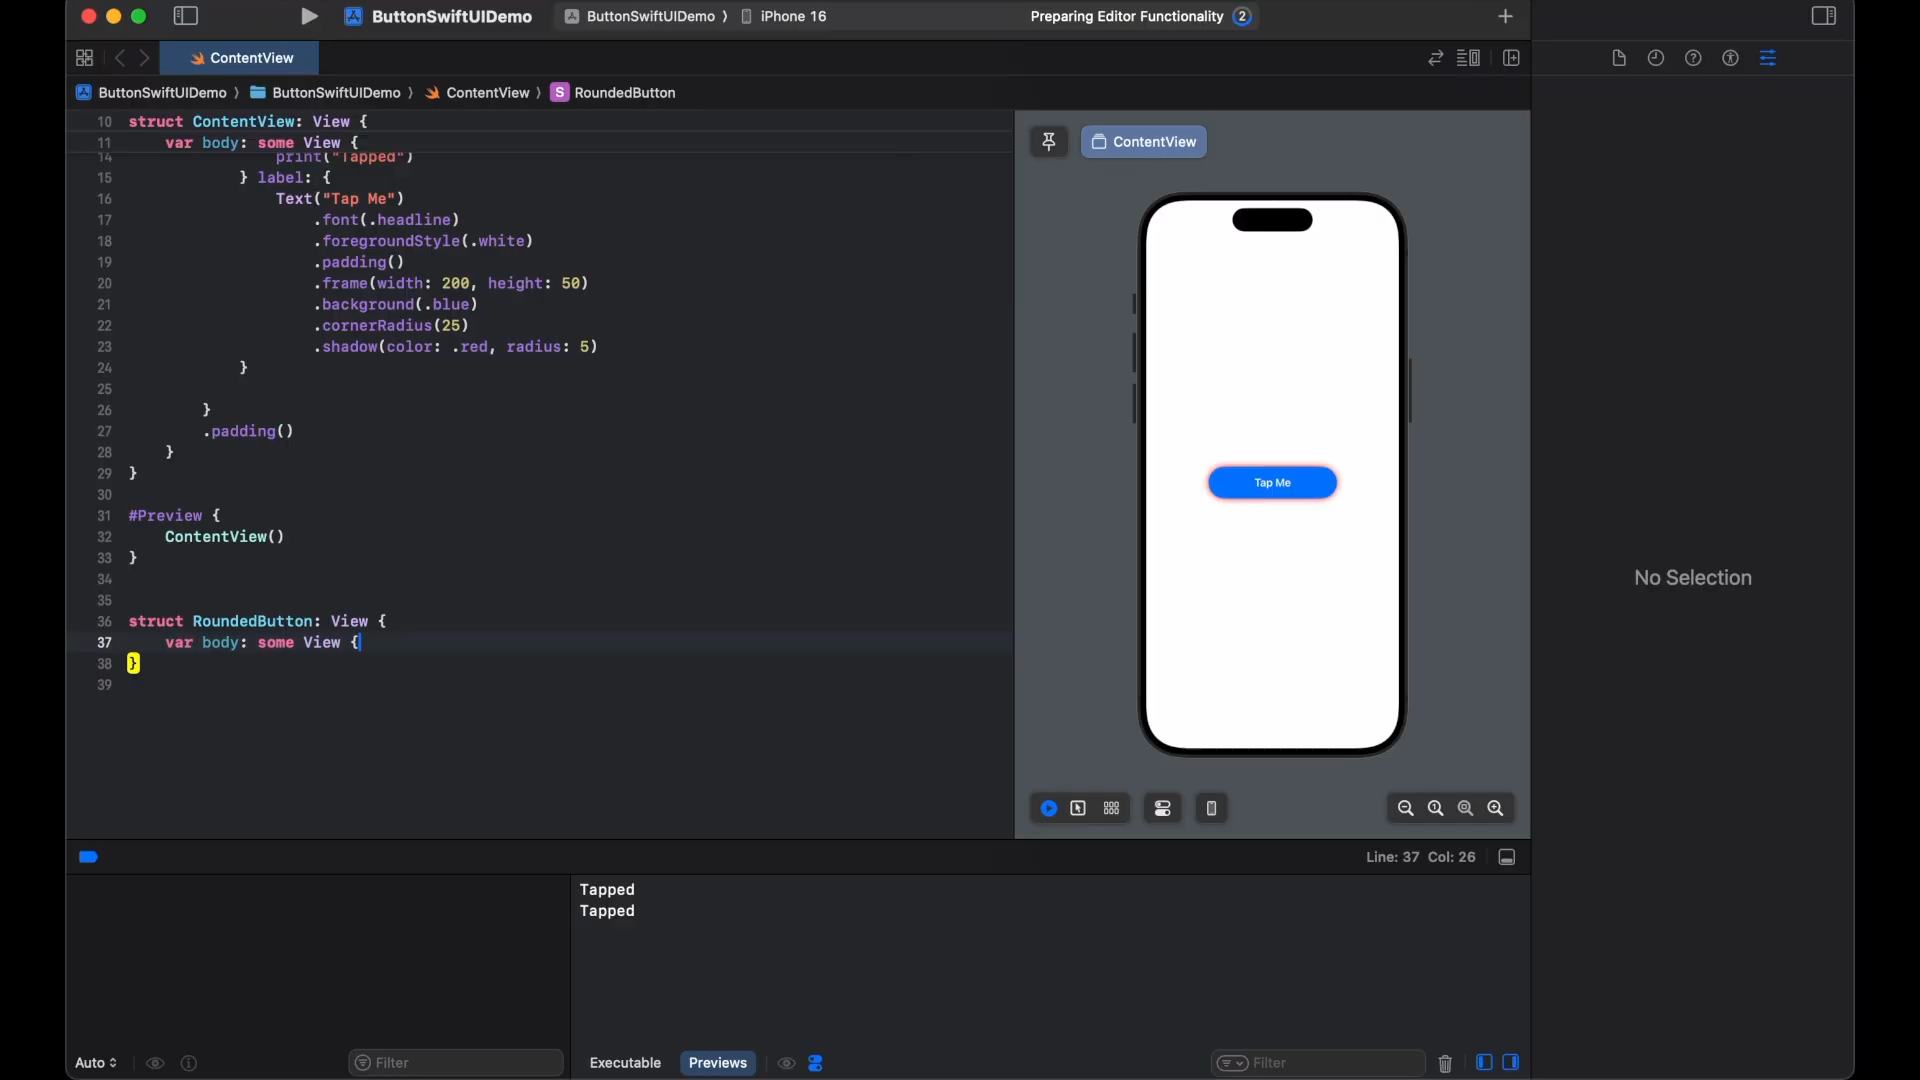 ButtonSwiftUIDemo
ButtonSwiftUIDemo 〉 iPhone 16
Preparing Editor Functionality 2
ContentView
ButtonSwiftUIDemo 〉 ButtonSwiftUIDemo 〉 ContentView 〉 S RoundedButton
10 struct ContentView: View {
11 var body: some View {
14 print("Tapped")
15 } label: {
16 Text("Tap Me")
17 .font(.headline)
18 .foregroundStyle(.white)
19 .padding()
20 .frame(width: 200, height: 50)
21 .background(.blue)
22 .cornerRadius(25)
23 .shadow(color: .red, radius: 5)
24 }
25
26 }
27 .padding()
28 }
29 }
30
31 #Preview {
32 ContentView()
33 }
34
35
36 struct RoundedButton: View {
37 var body: some View {
38 }
39
ContentView
Tap Me
No Selection
Line: 37 Col: 26
Tapped
Tapped
Auto
Filter
Executable
Previews
Filter